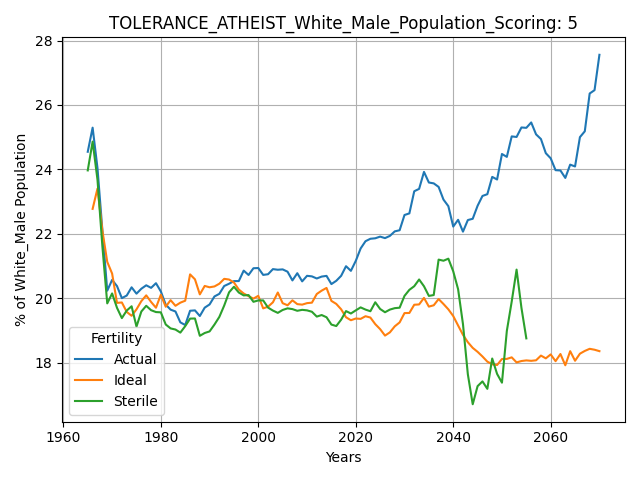 TOLERANCE_ATHEIST_White_Male_Population_Scoring: 5
28
26
24
22
20
18
% of White_Male Population
Fertility
Actual
Ideal
Sterile
1960 1980 2000 2020 2040 2060
Years